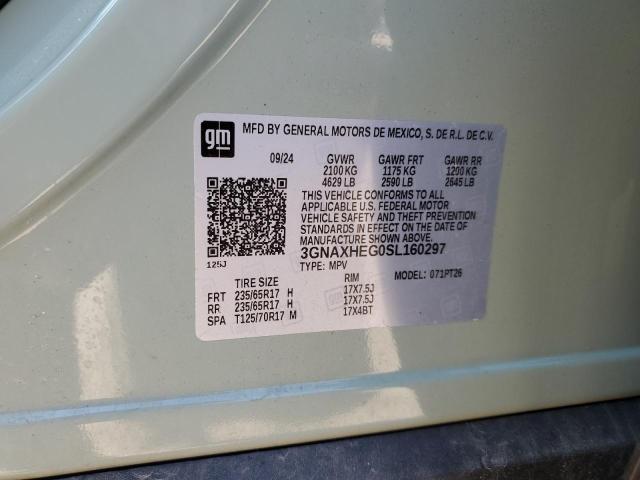 gm
MFD BY GENERAL MOTORS DE MEXICO, S. DE R.L. DE C.V.
09/24 GVWR GAWR FRT GAWR RR
2100 KG 1175 KG 1200 KG
4629 LB 2590 LB 2645 LB
THIS VEHICLE CONFORMS TO ALL
APPLICABLE U.S. FEDERAL MOTOR
VEHICLE SAFETY AND THEFT PREVENTION
STANDARDS IN EFFECT ON THE DATE OF
MANUFACTURE SHOWN ABOVE.
3GNAXHEG0SL160297
125J TYPE: MPV MODEL: 071PT26
TIRE SIZE RIM
FRT 235/65R17 H 17X7.5J
RR 235/65R17 H 17X7.5J
SPA T125/70R17 M 17X4BT